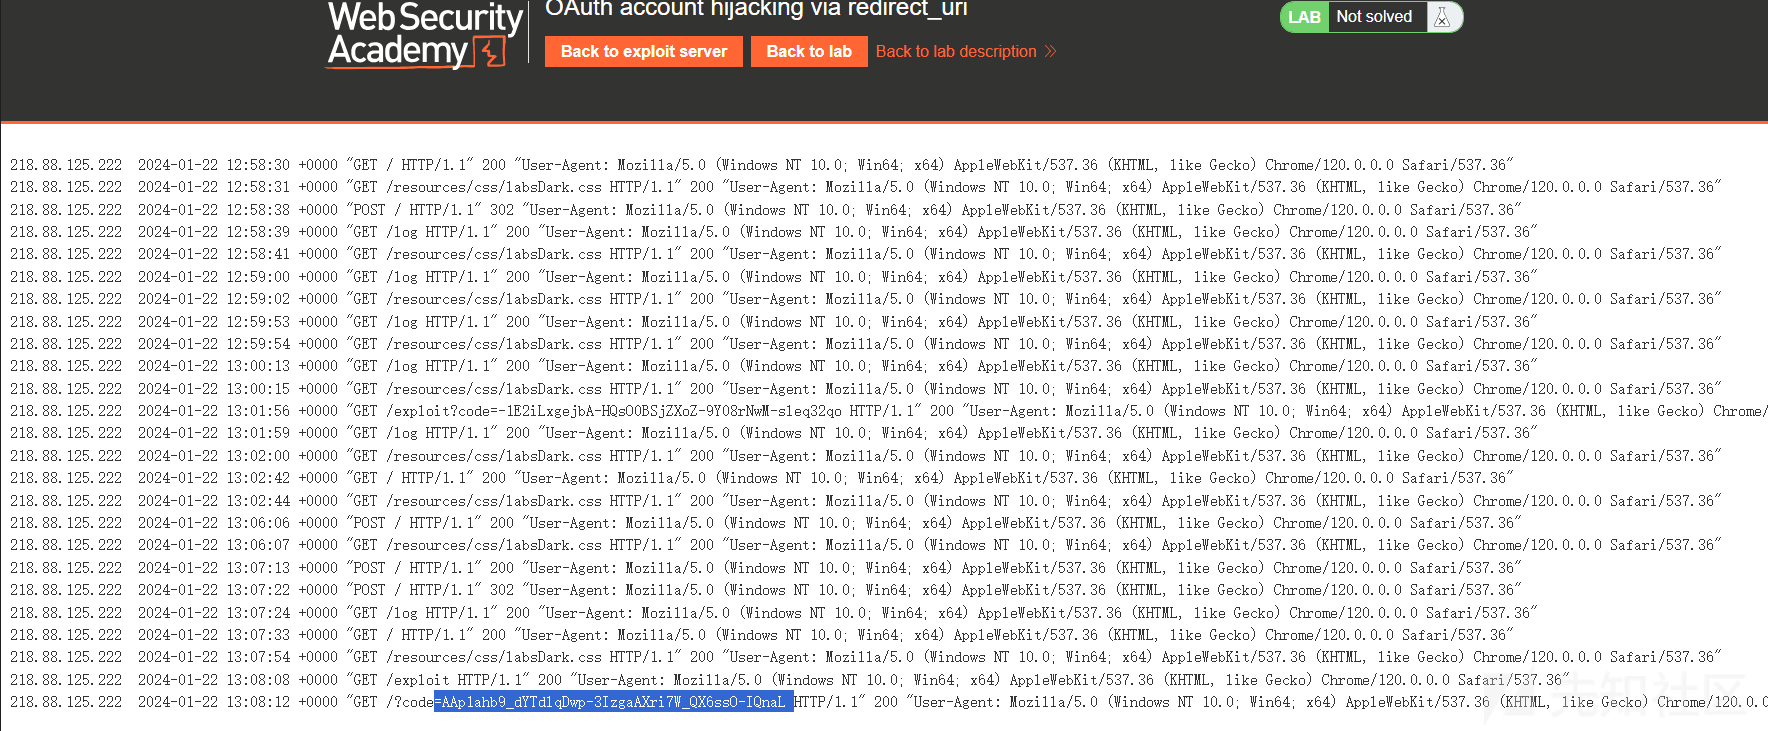 WebSecurity
Academy
OAuth account hijacking via redirect_uri
Back to exploit server Back to lab Back to lab description
LAB Not solved
218.88.125.222 2024-01-22 12:58:30 +0000 "GET / HTTP/1.1" 200 "User-Agent: Mozilla/5.0 (Windows NT 10.0; Win64; x64) AppleWebKit/537.36 (KHTML, like Gecko) Chrome/120.0.0.0 Safari/537.36"
218.88.125.222 2024-01-22 12:58:31 +0000 "GET /resources/css/labsDark.css HTTP/1.1" 200 "User-Agent: Mozilla/5.0 (Windows NT 10.0; Win64; x64) AppleWebKit/537.36 (KHTML, like Gecko) Chrome/120.0.0.0 Safari/537.36"
218.88.125.222 2024-01-22 12:58:38 +0000 "POST / HTTP/1.1" 302 "User-Agent: Mozilla/5.0 (Windows NT 10.0; Win64; x64) AppleWebKit/537.36 (KHTML, like Gecko) Chrome/120.0.0.0 Safari/537.36"
218.88.125.222 2024-01-22 12:58:39 +0000 "GET /log HTTP/1.1" 200 "User-Agent: Mozilla/5.0 (Windows NT 10.0; Win64; x64) AppleWebKit/537.36 (KHTML, like Gecko) Chrome/120.0.0.0 Safari/537.36"
218.88.125.222 2024-01-22 12:58:41 +0000 "GET /resources/css/labsDark.css HTTP/1.1" 200 "User-Agent: Mozilla/5.0 (Windows NT 10.0; Win64; x64) AppleWebKit/537.36 (KHTML, like Gecko) Chrome/120.0.0.0 Safari/537.36"
218.88.125.222 2024-01-22 12:59:00 +0000 "GET /log HTTP/1.1" 200 "User-Agent: Mozilla/5.0 (Windows NT 10.0; Win64; x64) AppleWebKit/537.36 (KHTML, like Gecko) Chrome/120.0.0.0 Safari/537.36"
218.88.125.222 2024-01-22 12:59:02 +0000 "GET /resources/css/labsDark.css HTTP/1.1" 200 "User-Agent: Mozilla/5.0 (Windows NT 10.0; Win64; x64) AppleWebKit/537.36 (KHTML, like Gecko) Chrome/120.0.0.0 Safari/537.36"
218.88.125.222 2024-01-22 12:59:53 +0000 "GET /log HTTP/1.1" 200 "User-Agent: Mozilla/5.0 (Windows NT 10.0; Win64; x64) AppleWebKit/537.36 (KHTML, like Gecko) Chrome/120.0.0.0 Safari/537.36"
218.88.125.222 2024-01-22 12:59:54 +0000 "GET /resources/css/labsDark.css HTTP/1.1" 200 "User-Agent: Mozilla/5.0 (Windows NT 10.0; Win64; x64) AppleWebKit/537.36 (KHTML, like Gecko) Chrome/120.0.0.0 Safari/537.36"
218.88.125.222 2024-01-22 13:00:13 +0000 "GET /log HTTP/1.1" 200 "User-Agent: Mozilla/5.0 (Windows NT 10.0; Win64; x64) AppleWebKit/537.36 (KHTML, like Gecko) Chrome/120.0.0.0 Safari/537.36"
218.88.125.222 2024-01-22 13:00:15 +0000 "GET /resources/css/labsDark.css HTTP/1.1" 200 "User-Agent: Mozilla/5.0 (Windows NT 10.0; Win64; x64) AppleWebKit/537.36 (KHTML, like Gecko) Chrome/120.0.0.0 Safari/537.36"
218.88.125.222 2024-01-22 13:01:56 +0000 "GET /exploit?code=-1E2iLxgejbA-HQsO0BSjZXoZ-9Y08rNwM-sleq32qo HTTP/1.1" 200 "User-Agent: Mozilla/5.0 (Windows NT 10.0; Win64; x64) AppleWebKit/537.36 (KHTML, like Gecko) Chrome/
218.88.125.222 2024-01-22 13:01:59 +0000 "GET /log HTTP/1.1" 200 "User-Agent: Mozilla/5.0 (Windows NT 10.0; Win64; x64) AppleWebKit/537.36 (KHTML, like Gecko) Chrome/120.0.0.0 Safari/537.36"
218.88.125.222 2024-01-22 13:02:00 +0000 "GET /resources/css/labsDark.css HTTP/1.1" 200 "User-Agent: Mozilla/5.0 (Windows NT 10.0; Win64; x64) AppleWebKit/537.36 (KHTML, like Gecko) Chrome/120.0.0.0 Safari/537.36"
218.88.125.222 2024-01-22 13:02:42 +0000 "GET / HTTP/1.1" 200 "User-Agent: Mozilla/5.0 (Windows NT 10.0; Win64; x64) AppleWebKit/537.36 (KHTML, like Gecko) Chrome/120.0.0.0 Safari/537.36"
218.88.125.222 2024-01-22 13:02:44 +0000 "GET /resources/css/labsDark.css HTTP/1.1" 200 "User-Agent: Mozilla/5.0 (Windows NT 10.0; Win64; x64) AppleWebKit/537.36 (KHTML, like Gecko) Chrome/120.0.0.0 Safari/537.36"
218.88.125.222 2024-01-22 13:06:06 +0000 "POST / HTTP/1.1" 200 "User-Agent: Mozilla/5.0 (Windows NT 10.0; Win64; x64) AppleWebKit/537.36 (KHTML, like Gecko) Chrome/120.0.0.0 Safari/537.36"
218.88.125.222 2024-01-22 13:06:07 +0000 "GET /resources/css/labsDark.css HTTP/1.1" 200 "User-Agent: Mozilla/5.0 (Windows NT 10.0; Win64; x64) AppleWebKit/537.36 (KHTML, like Gecko) Chrome/120.0.0.0 Safari/537.36"
218.88.125.222 2024-01-22 13:07:13 +0000 "POST / HTTP/1.1" 200 "User-Agent: Mozilla/5.0 (Windows NT 10.0; Win64; x64) AppleWebKit/537.36 (KHTML, like Gecko) Chrome/120.0.0.0 Safari/537.36"
218.88.125.222 2024-01-22 13:07:22 +0000 "POST / HTTP/1.1" 302 "User-Agent: Mozilla/5.0 (Windows NT 10.0; Win64; x64) AppleWebKit/537.36 (KHTML, like Gecko) Chrome/120.0.0.0 Safari/537.36"
218.88.125.222 2024-01-22 13:07:24 +0000 "GET /log HTTP/1.1" 200 "User-Agent: Mozilla/5.0 (Windows NT 10.0; Win64; x64) AppleWebKit/537.36 (KHTML, like Gecko) Chrome/120.0.0.0 Safari/537.36"
218.88.125.222 2024-01-22 13:07:33 +0000 "GET / HTTP/1.1" 200 "User-Agent: Mozilla/5.0 (Windows NT 10.0; Win64; x64) AppleWebKit/537.36 (KHTML, like Gecko) Chrome/120.0.0.0 Safari/537.36"
218.88.125.222 2024-01-22 13:07:54 +0000 "GET /resources/css/labsDark.css HTTP/1.1" 200 "User-Agent: Mozilla/5.0 (Windows NT 10.0; Win64; x64) AppleWebKit/537.36 (KHTML, like Gecko) Chrome/120.0.0.0 Safari/537.36"
218.88.125.222 2024-01-22 13:08:08 +0000 "GET /exploit HTTP/1.1" 200 "User-Agent: Mozilla/5.0 (Windows NT 10.0; Win64; x64) AppleWebKit/537.36 (KHTML, like Gecko) Chrome/120.0.0.0 Safari/537.36"
218.88.125.222 2024-01-22 13:08:12 +0000 "GET /?code=AAp1ahb9_dYTdlqDwp-3IzgaAXri7W_QX6ssO-IQnaL HTTP/1.1" 200 "User-Agent: Mozilla/5.0 (Windows NT 10.0; Win64; x64) AppleWebKit/537.36 (KHTML, like Gecko) Chrome/120.0.0
先知社区